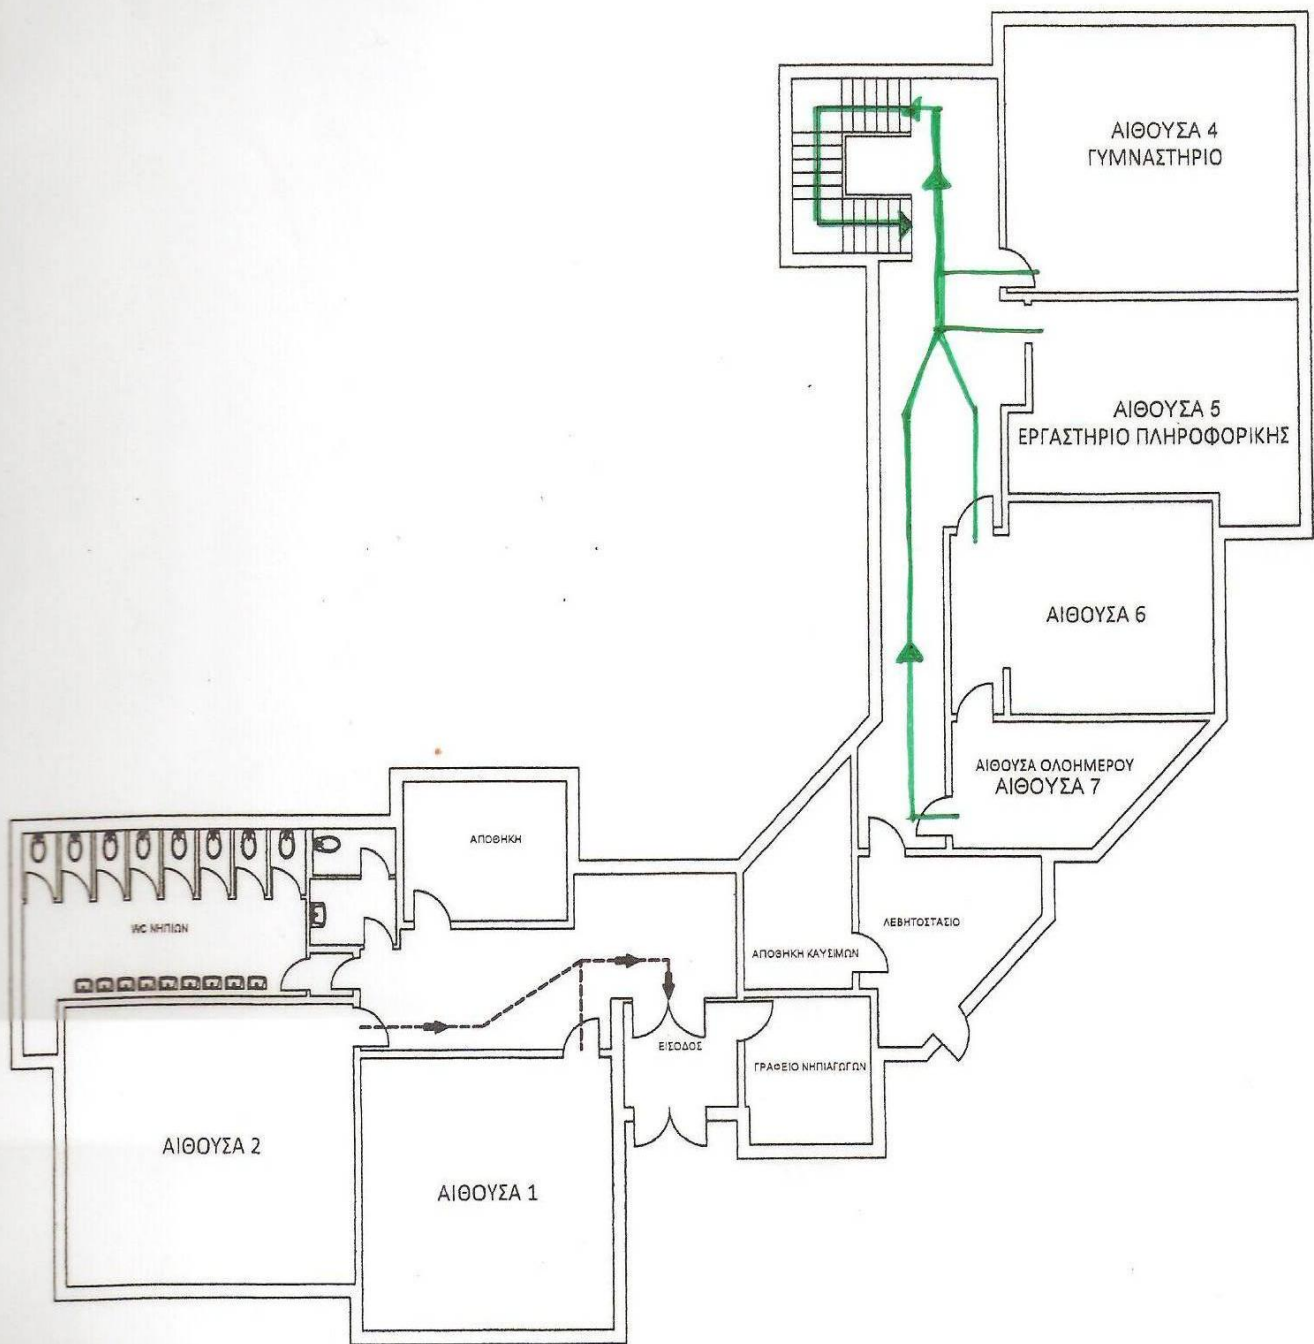 ΑΙΘΟΥΣΑ 4
ΓΥΜΝΑΣΤΗΡΙΟ
ΑΙΘΟΥΣΑ 5
ΕΡΓΑΣΤΗΡΙΟ ΠΛΗΡΟΦΟΡΙΚΗΣ
ΑΙΘΟΥΣΑ 6
ΑΙΘΟΥΣΑ ΟΛΟΗΜΕΡΟΥ
ΑΙΘΟΥΣΑ 7
ΑΠΟΘΗΚΗ
WC ΝΗΠΙΩΝ
ΛΕΒΗΤΟΣΤΑΣΙΟ
ΑΠΟΘΗΚΗ ΚΑΥΣΙΜΩΝ
ΕΙΣΟΔΟΣ
ΓΡΑΦΕΙΟ ΝΗΠΙΑΓΩΓΩΝ
ΑΙΘΟΥΣΑ 2
ΑΙΘΟΥΣΑ 1